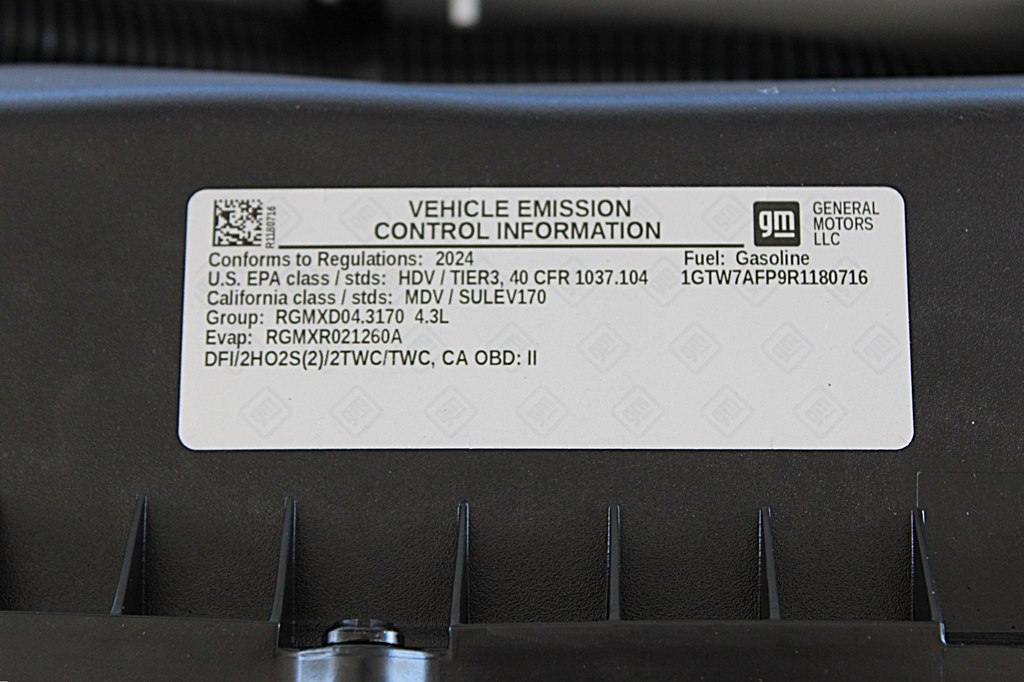 R1180716
VEHICLE EMISSION
CONTROL INFORMATION
gm
GENERAL
MOTORS
LLC
Conforms to Regulations: 2024
Fuel: Gasoline
U.S. EPA class / stds: HDV / TIER3, 40 CFR 1037.104
1GTW7AFP9R1180716
California class / stds: MDV / SULEV170
Group: RGMXD04.3170 4.3L
Evap: RGMXR021260A
DFI/2HO2S(2)/2TWC/TWC, CA OBD: II